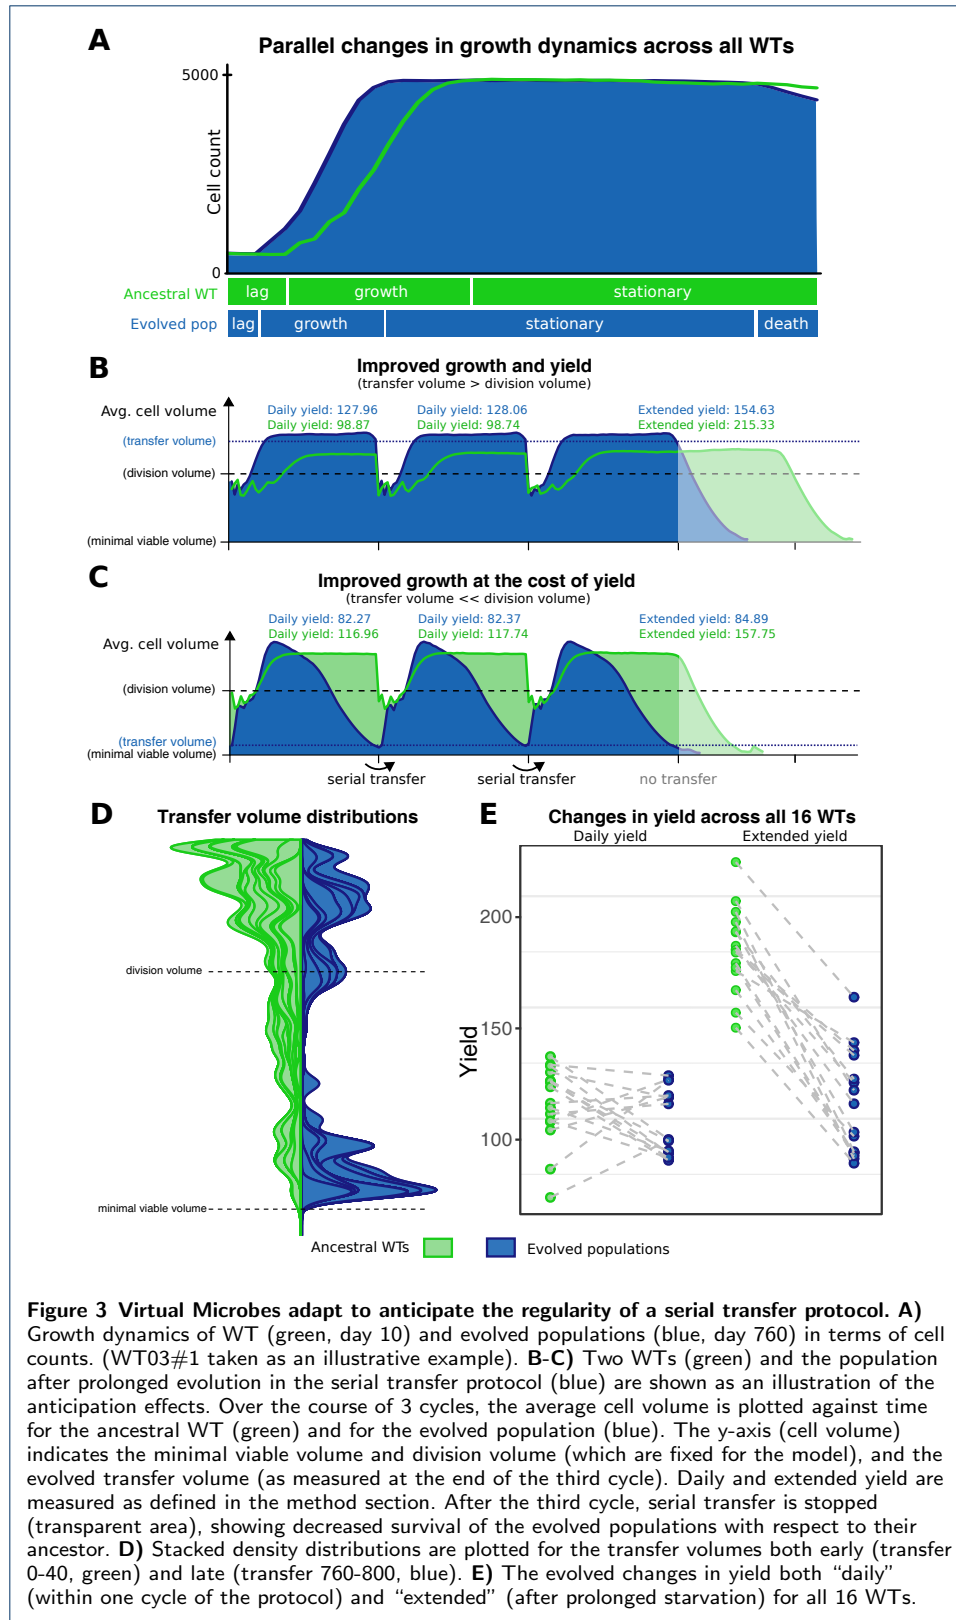 A
Parallel changes in growth dynamics across all WTs
5000
Cell count
0
Ancestral WT
lag
growth
stationary
Evolved pop
lag
growth
stationary
death
B
Improved growth and yield
(transfer volume > division volume)
Avg. cell volume
Daily yield: 127.96
Daily yield: 128.06
Extended yield: 154.63
Daily yield: 98.87
Daily yield: 98.74
Extended yield: 215.33
(transfer volume)
(division volume)
(minimal viable volume)
C
Improved growth at the cost of yield
(transfer volume << division volume)
Daily yield: 82.27
Daily yield: 82.37
Extended yield: 84.89
Daily yield: 116.96
Daily yield: 117.74
Extended yield: 157.75
Avg. cell volume
(division volume)
(transfer volume)
(minimal viable volume)
serial transfer
serial transfer
no transfer
D
Transfer volume distributions
division volume
minimal viable volume
E
Changes in yield across all 16 WTs
Daily yield
Extended yield
Yield
200
150
100
Ancestral WTs
Evolved populations
Figure 3 Virtual Microbes adapt to anticipate the regularity of a serial transfer protocol. A)
Growth dynamics of WT (green, day 10) and evolved populations (blue, day 760) in terms of cell
counts. (WT03#1 taken as an illustrative example). B-C) Two WTs (green) and the population
after prolonged evolution in the serial transfer protocol (blue) are shown as an illustration of the
anticipation effects. Over the course of 3 cycles, the average cell volume is plotted against time
for the ancestral WT (green) and for the evolved population (blue). The y-axis (cell volume)
indicates the minimal viable volume and division volume (which are fixed for the model), and the
evolved transfer volume (as measured at the end of the third cycle). Daily and extended yield are
measured as defined in the method section. After the third cycle, serial transfer is stopped
(transparent area), showing decreased survival of the evolved populations with respect to their
ancestor. D) Stacked density distributions are plotted for the transfer volumes both early (transfer
0-40, green) and late (transfer 760-800, blue). E) The evolved changes in yield both “daily”
(within one cycle of the protocol) and “extended” (after prolonged starvation) for all 16 WTs.